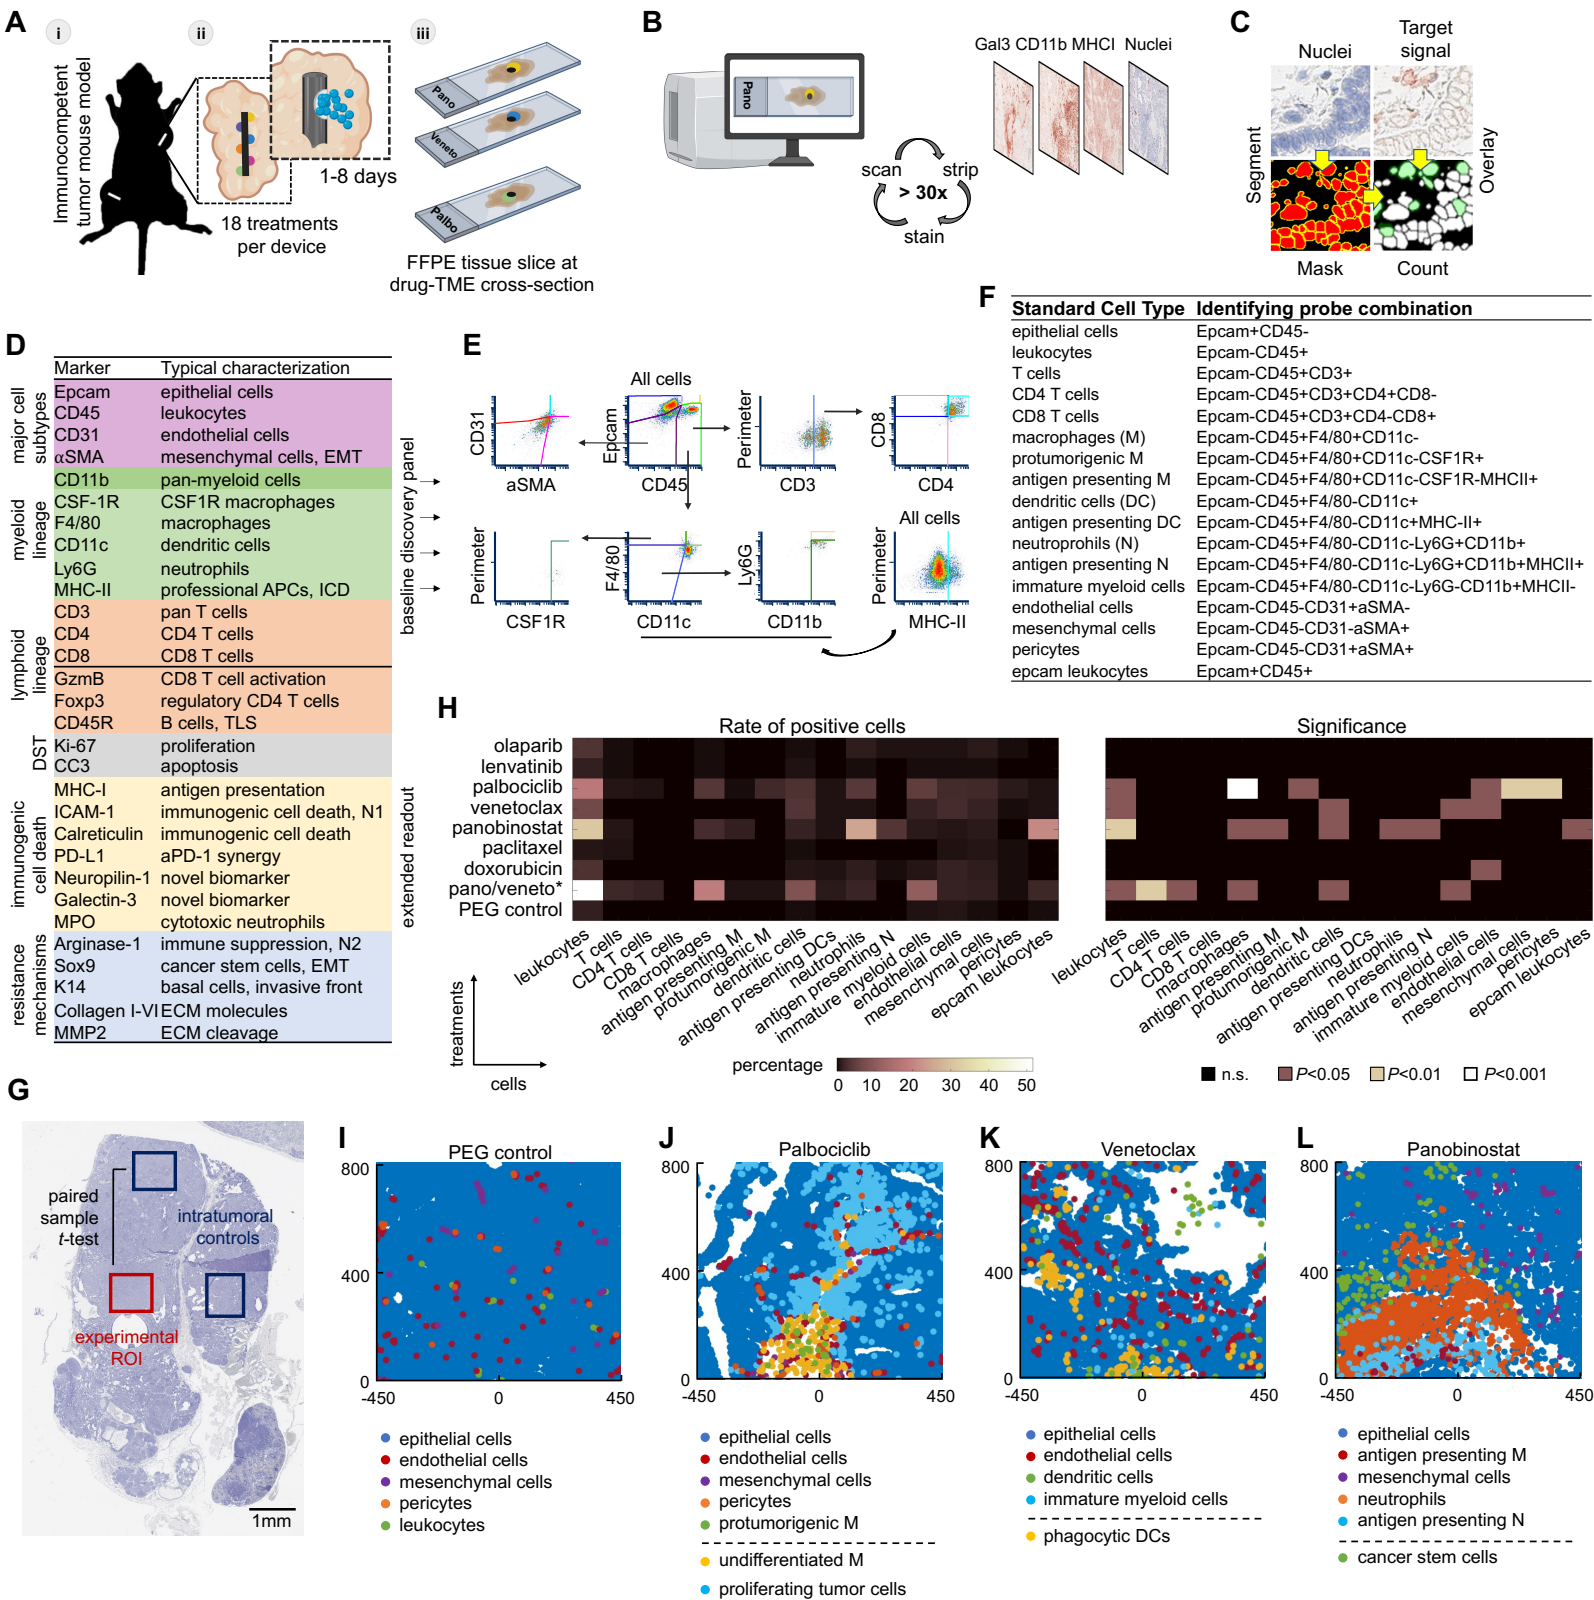 A
i
ii
iii
Immunocompetent
tumor mouse model
18 treatments
per device
1-8 days
Pano
Veneto
Palbo
FFPE tissue slice at
drug-TME cross-section
B
Pano
scan
strip
> 30x
stain
Gal3 CD11b MHCI Nuclei
C
Nuclei
Target
signal
Segment
Overlay
Mask
Count
D
Marker Typical characterization
major cell
subtypes
Epcam epithelial cells
CD45 leukocytes
CD31 endothelial cells
αSMA mesenchymal cells, EMT
myeloid
lineage
CD11b pan-myeloid cells
CSF-1R CSF1R macrophages
F4/80 macrophages
CD11c dendritic cells
Ly6G neutrophils
MHC-II professional APCs, ICD
lymphoid
lineage
CD3 pan T cells
CD4 CD4 T cells
CD8 CD8 T cells
GzmB CD8 T cell activation
Foxp3 regulatory CD4 T cells
CD45R B cells, TLS
DST
Ki-67 proliferation
CC3 apoptosis
immunogenic
cell death
MHC-I antigen presentation
ICAM-1 immunogenic cell death, N1
Calreticulin immunogenic cell death
PD-L1 aPD-1 synergy
Neuropilin-1 novel biomarker
Galectin-3 novel biomarker
MPO cytotoxic neutrophils
resistance
mechanisms
Arginase-1 immune suppression, N2
Sox9 cancer stem cells, EMT
K14 basal cells, invasive front
Collagen I-VI ECM molecules
MMP2 ECM cleavage
baseline discovery panel
extended readout
E
All cells
CD31
aSMA
Epcam
CD45
Perimeter
CD3
CD8
CD4
All cells
Perimeter
CSF1R
F4/80
CD11c
Ly6G
CD11b
Perimeter
MHC-II
F
Standard Cell Type Identifying probe combination
epithelial cells Epcam+CD45-
leukocytes Epcam-CD45+
T cells Epcam-CD45+CD3+
CD4 T cells Epcam-CD45+CD3+CD4+CD8-
CD8 T cells Epcam-CD45+CD3+CD4-CD8+
macrophages (M) Epcam-CD45+F4/80+CD11c-
protumorigenic M Epcam-CD45+F4/80+CD11c-CSF1R+
antigen presenting M Epcam-CD45+F4/80+CD11c-CSF1R-MHCII+
dendritic cells (DC) Epcam-CD45+F4/80-CD11c+
antigen presenting DC Epcam-CD45+F4/80-CD11c+MHC-II+
neutroprohils (N) Epcam-CD45+F4/80-CD11c-Ly6G+CD11b+
antigen presenting N Epcam-CD45+F4/80-CD11c-Ly6G+CD11b+MHCII+
immature myeloid cells Epcam-CD45+F4/80-CD11c-Ly6G-CD11b+MHCII-
endothelial cells Epcam-CD45-CD31+aSMA-
mesenchymal cells Epcam-CD45-CD31-aSMA+
pericytes Epcam-CD45-CD31+aSMA+
epcam leukocytes Epcam+CD45+
G
paired
sample
t-test
intratumoral
controls
experimental
ROI
1mm
H
Rate of positive cells
Significance
olaparib
lenvatinib
palbociclib
venetoclax
panobinostat
paclitaxel
doxorubicin
pano/veneto*
PEG control
leukocytes
T cells
CD4 T cells
CD8 T cells
macrophages
antigen presenting M
protumorigenic M
dendritic cells
antigen presenting DCs
neutrophils
antigen presenting N
immature myeloid cells
endothelial cells
mesenchymal cells
pericytes
epcam leukocytes
leukocytes
T cells
CD4 T cells
CD8 T cells
macrophages
antigen presenting M
protumorigenic M
dendritic cells
antigen presenting DCs
neutrophils
antigen presenting N
immature myeloid cells
endothelial cells
mesenchymal cells
pericytes
epcam leukocytes
treatments
cells
percentage
0 10 20 30 40 50
n.s. P<0.05 P<0.01 P<0.001
I
PEG control
800
400
0
-450 0 450
epithelial cells
endothelial cells
mesenchymal cells
pericytes
leukocytes
J
Palbociclib
800
400
0
-450 0 450
epithelial cells
endothelial cells
mesenchymal cells
pericytes
protumorigenic M
undifferentiated M
proliferating tumor cells
K
Venetoclax
800
400
0
-450 0 450
epithelial cells
endothelial cells
dendritic cells
immature myeloid cells
phagocytic DCs
L
Panobinostat
800
400
0
-450 0 450
epithelial cells
antigen presenting M
mesenchymal cells
neutrophils
antigen presenting N
cancer stem cells